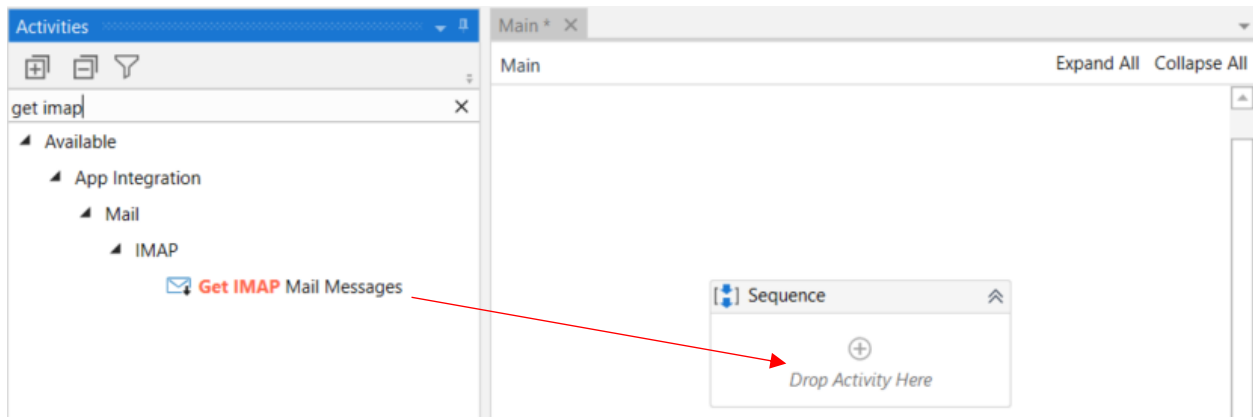 Activities
get imap
Available
App Integration
Mail
IMAP
Get IMAP Mail Messages
Main *
Main
Expand All Collapse All
Sequence
Drop Activity Here